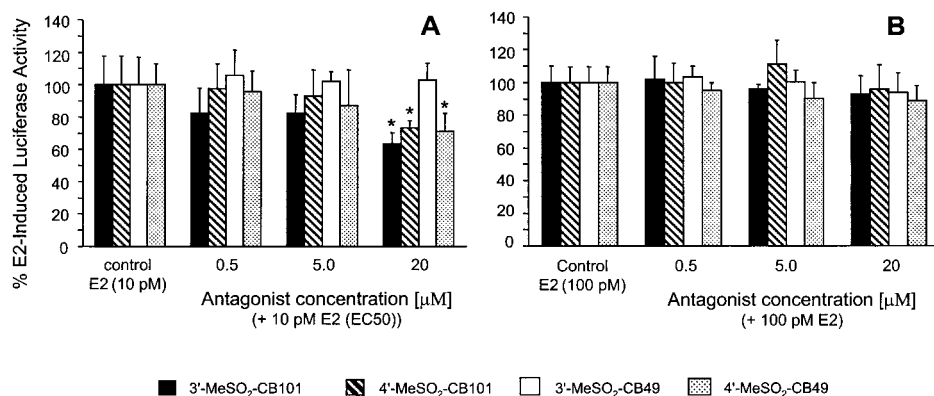 A
B
% E2-Induced Luciferase Activity
140
120
100
80
60
40
20
0
* * *
control
E2 (10 pM)
0.5
5.0
20
Antagonist concentration [µM]
(+ 10 pM E2 (EC50))
140
120
100
80
60
40
20
0
Control
E2 (100 pM)
0.5
5.0
20
Antagonist concentration [µM]
(+ 100 pM E2)
3'-MeSO₂-CB101
4'-MeSO₂-CB101
3'-MeSO₂-CB49
4'-MeSO₂-CB49